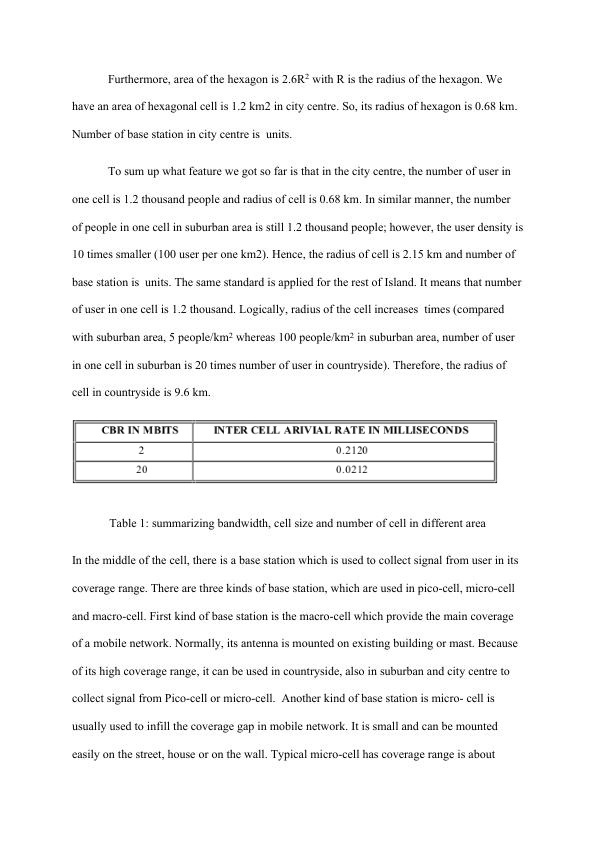 Furthermore, area of the hexagon is 2.6R² with R is the radius of the hexagon. We
have an area of hexagonal cell is 1.2 km2 in city centre. So, its radius of hexagon is 0.68 km.
Number of base station in city centre is  units.
To sum up what feature we got so far is that in the city centre, the number of user in
one cell is 1.2 thousand people and radius of cell is 0.68 km. In similar manner, the number
of people in one cell in suburban area is still 1.2 thousand people; however, the user density is
10 times smaller (100 user per one km2). Hence, the radius of cell is 2.15 km and number of
base station is  units. The same standard is applied for the rest of Island. It means that number
of user in one cell is 1.2 thousand. Logically, radius of the cell increases  times (compared
with suburban area, 5 people/km² whereas 100 people/km² in suburban area, number of user
in one cell in suburban is 20 times number of user in countryside). Therefore, the radius of
cell in countryside is 9.6 km.
CBR IN MBITS INTER CELL ARIVIAL RATE IN MILLISECONDS
2 0.2120
20 0.0212
Table 1: summarizing bandwidth, cell size and number of cell in different area
In the middle of the cell, there is a base station which is used to collect signal from user in its
coverage range. There are three kinds of base station, which are used in pico-cell, micro-cell
and macro-cell. First kind of base station is the macro-cell which provide the main coverage
of a mobile network. Normally, its antenna is mounted on existing building or mast. Because
of its high coverage range, it can be used in countryside, also in suburban and city centre to
collect signal from Pico-cell or micro-cell.  Another kind of base station is micro- cell is
usually used to infill the coverage gap in mobile network. It is small and can be mounted
easily on the street, house or on the wall. Typical micro-cell has coverage range is about